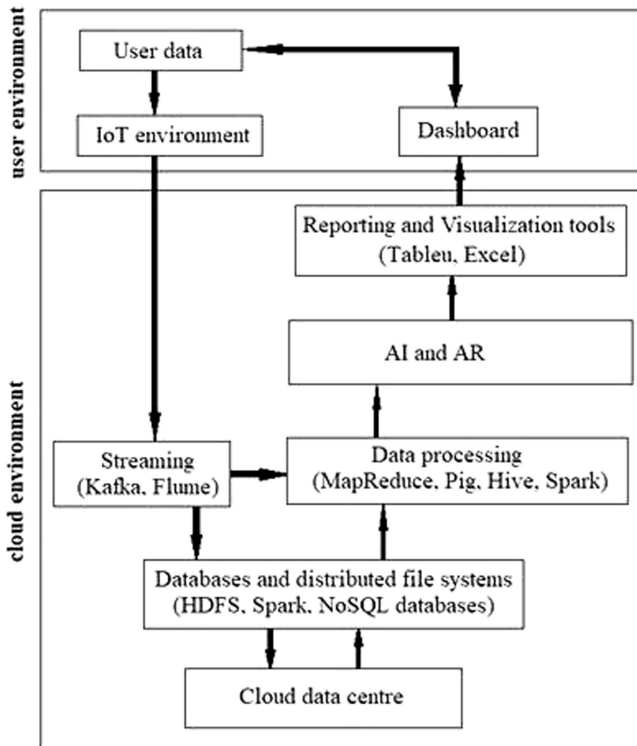 user environment
User data
IoT environment
Dashboard
cloud environment
Reporting and Visualization tools
(Tableu, Excel)
AI and AR
Streaming
(Kafka, Flume)
Data processing
(MapReduce, Pig, Hive, Spark)
Databases and distributed file systems
(HDFS, Spark, NoSQL databases)
Cloud data centre